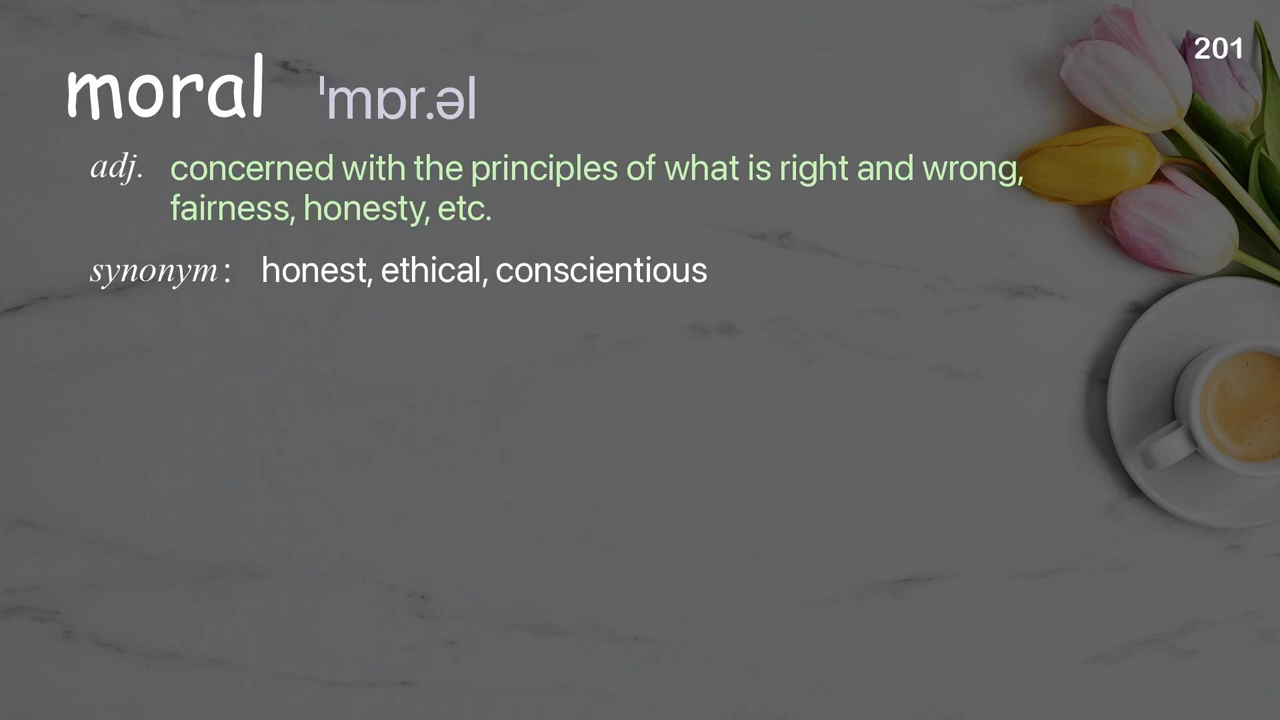 201
moral ˈmɒr.əl
adj. concerned with the principles of what is right and wrong,
fairness, honesty, etc.
synonym: honest, ethical, conscientious